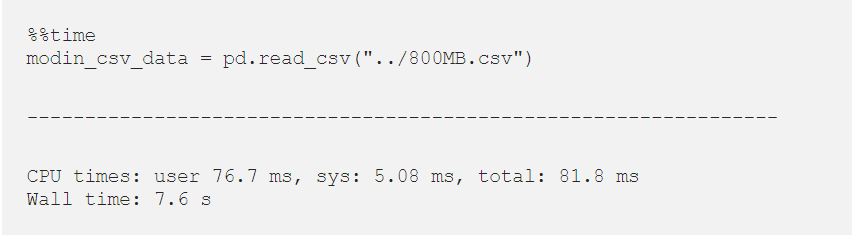 %%time
modin_csv_data = pd.read_csv("../800MB.csv")
-----------------------------------------------------------------
CPU times: user 76.7 ms, sys: 5.08 ms, total: 81.8 ms
Wall time: 7.6 s